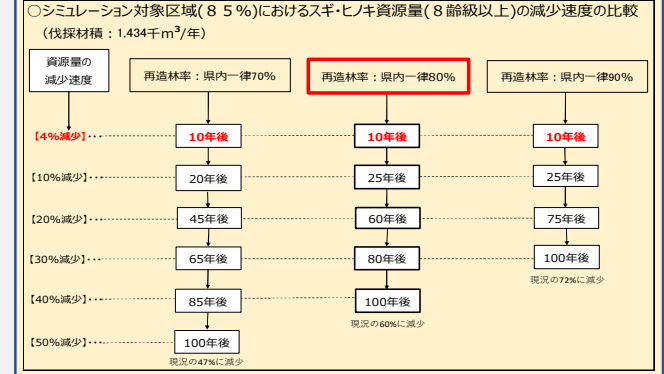 ○シミュレーション対象区域(85%)におけるスギ・ヒノキ資源量(8齢級以上)の減少速度の比較
(伐採材積:1,434千m³/年)
資源量の
減少速度
再造林率:県内一律70%
再造林率:県内一律80%
再造林率:県内一律90%
【4%減少】・・・
10年後
10年後
10年後
【10%減少】・・・
20年後
25年後
25年後
【20%減少】・・・
45年後
60年後
75年後
【30%減少】・・・
65年後
80年後
100年後
現況の72%に減少
【40%減少】・・・
85年後
100年後
現況の60%に減少
【50%減少】・・・
100年後
現況の47%に減少